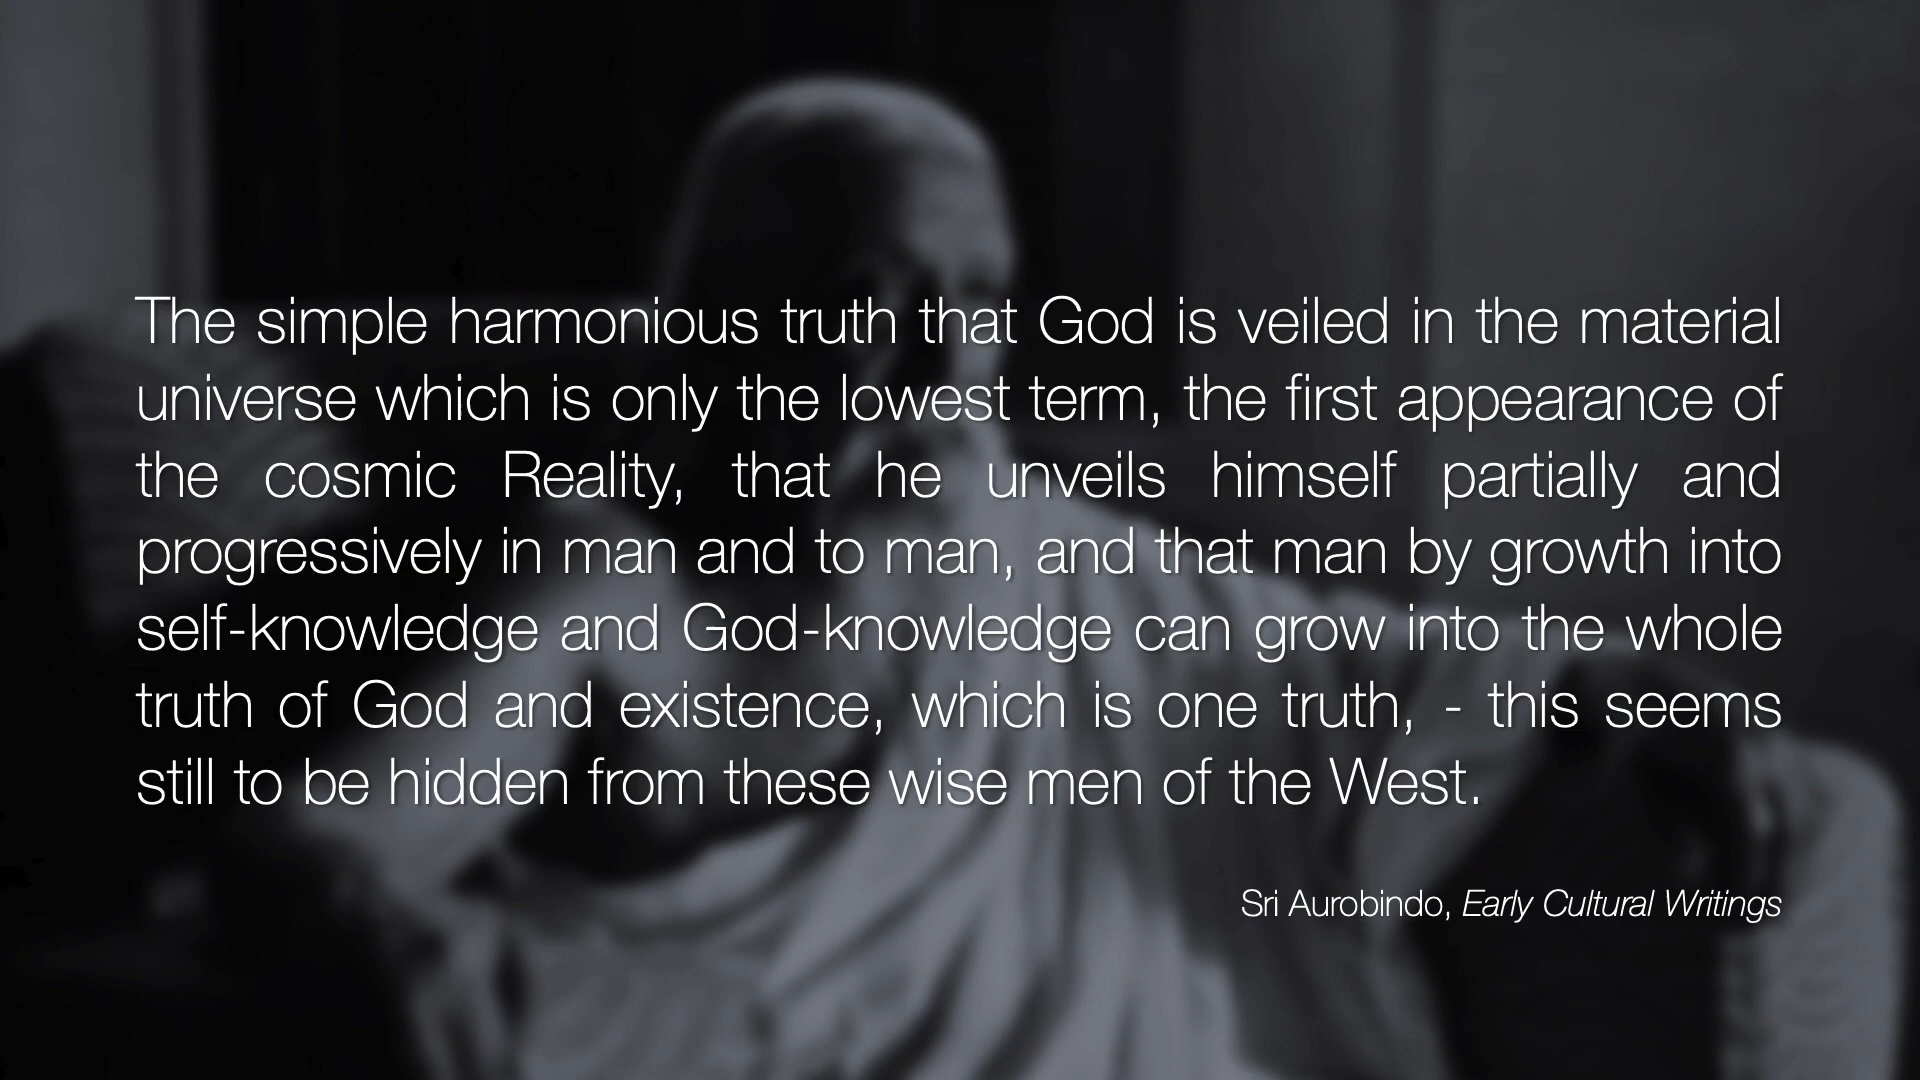 The simple harmonious truth that God is veiled in the material
universe which is only the lowest term, the first appearance of
the cosmic Reality, that he unveils himself partially and
progressively in man and to man, and that man by growth into
self-knowledge and God-knowledge can grow into the whole
truth of God and existence, which is one truth, - this seems
still to be hidden from these wise men of the West.
Sri Aurobindo, Early Cultural Writings